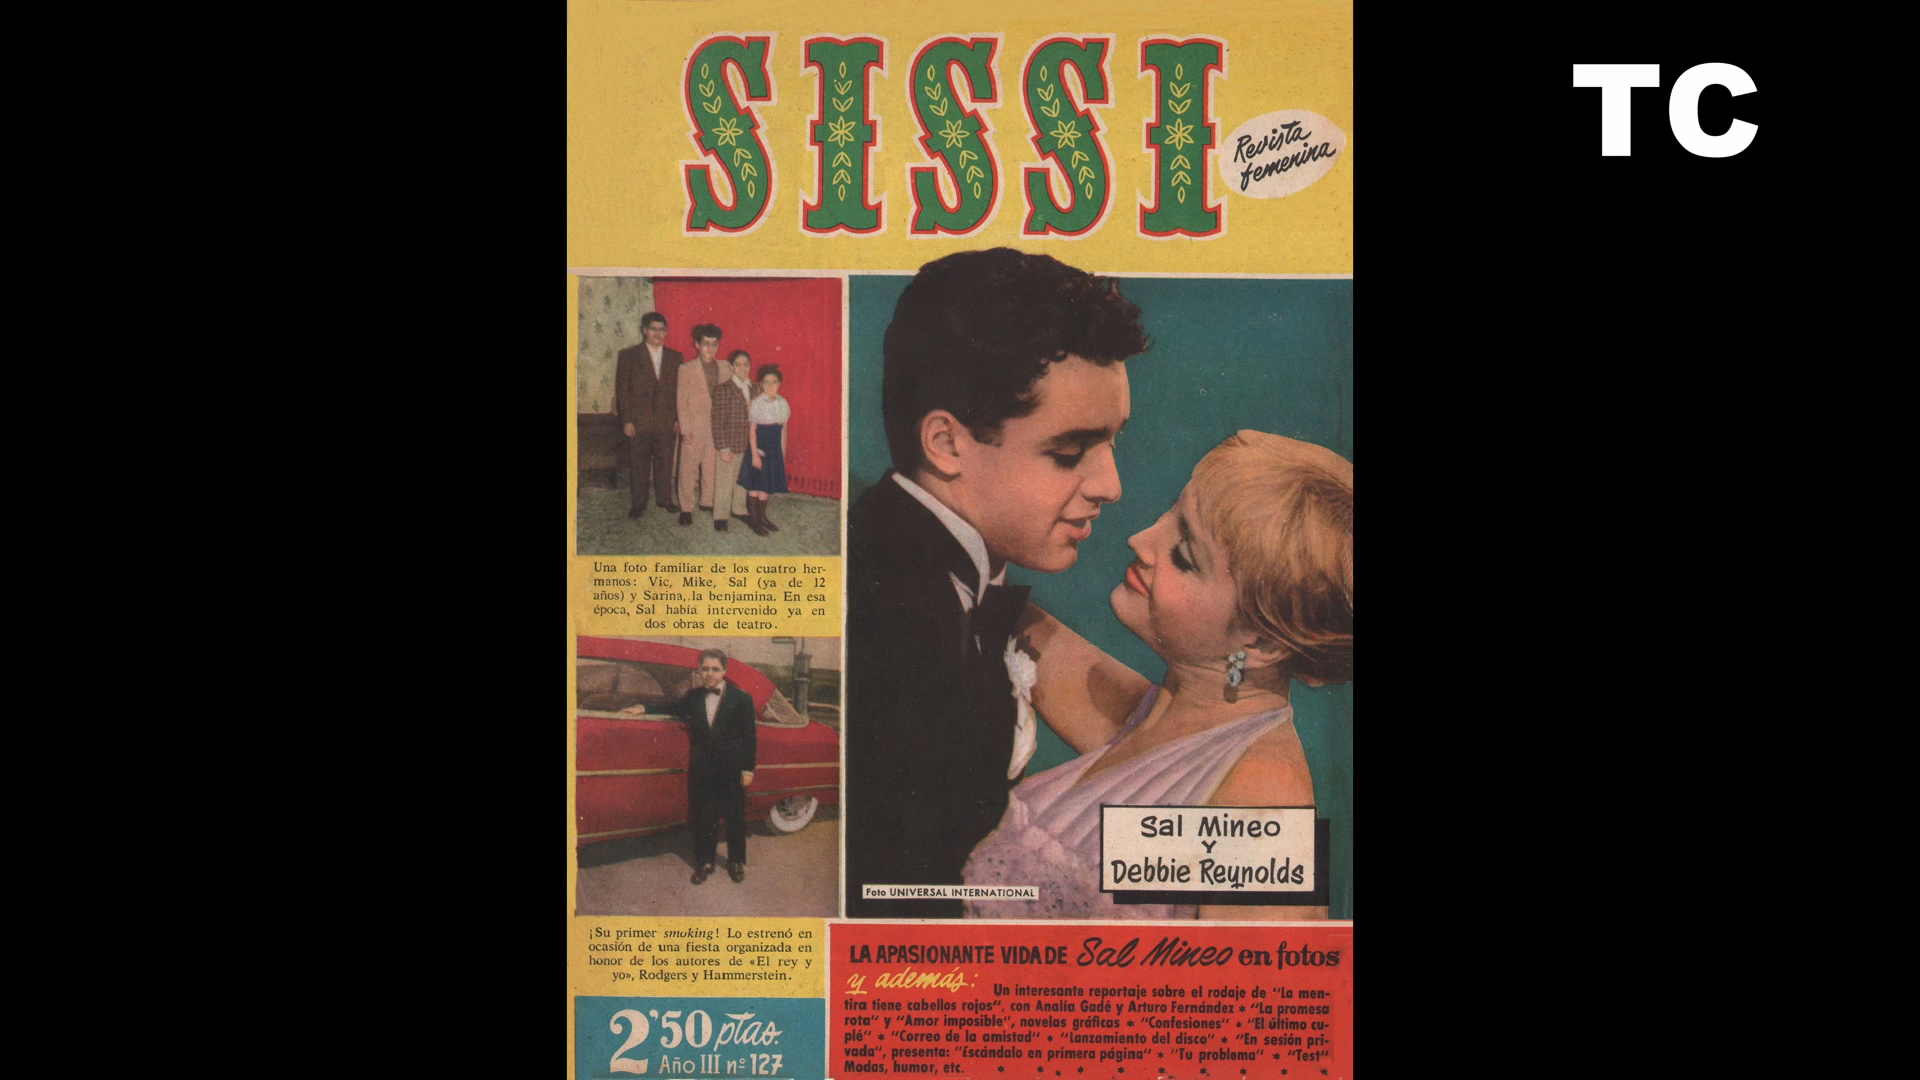 SISSI
Revista
femenina
TC
Una foto familiar de los cuatro her-
manos: Vic, Mike, Sal (ya de 12
años) y Sarina, la benjamina. En esa
época, Sal había intervenido ya en
dos obras de teatro.
Sal Mineo
Y
Debbie Reynolds
Foto UNIVERSAL INTERNATIONAL
¡Su primer smoking! Lo estrenó en
ocasión de una fiesta organizada en
honor de los autores de «El rey y
yo», Rodgers y Hammerstein.
2'50 ptas.
Año III nº 127
LA APASIONANTE VIDA DE Sal Mineo en fotos
y además:
Un interesante reportaje sobre el rodaje de "La men-
tira tiene cabellos rojos", con Analía Gadé y Arturo Fernández * "La promesa
rota" y "Amor imposible", novelas gráficas * "Confesiones" * "El último cu-
plé" * "Correo de la amistad" * "Lanzamiento del disco" * "En sesión pri-
vada", presenta: "Escándalo en primera página" * "Tu problema" * "Test"
Modas, humor, etc. * * * * * * * * *